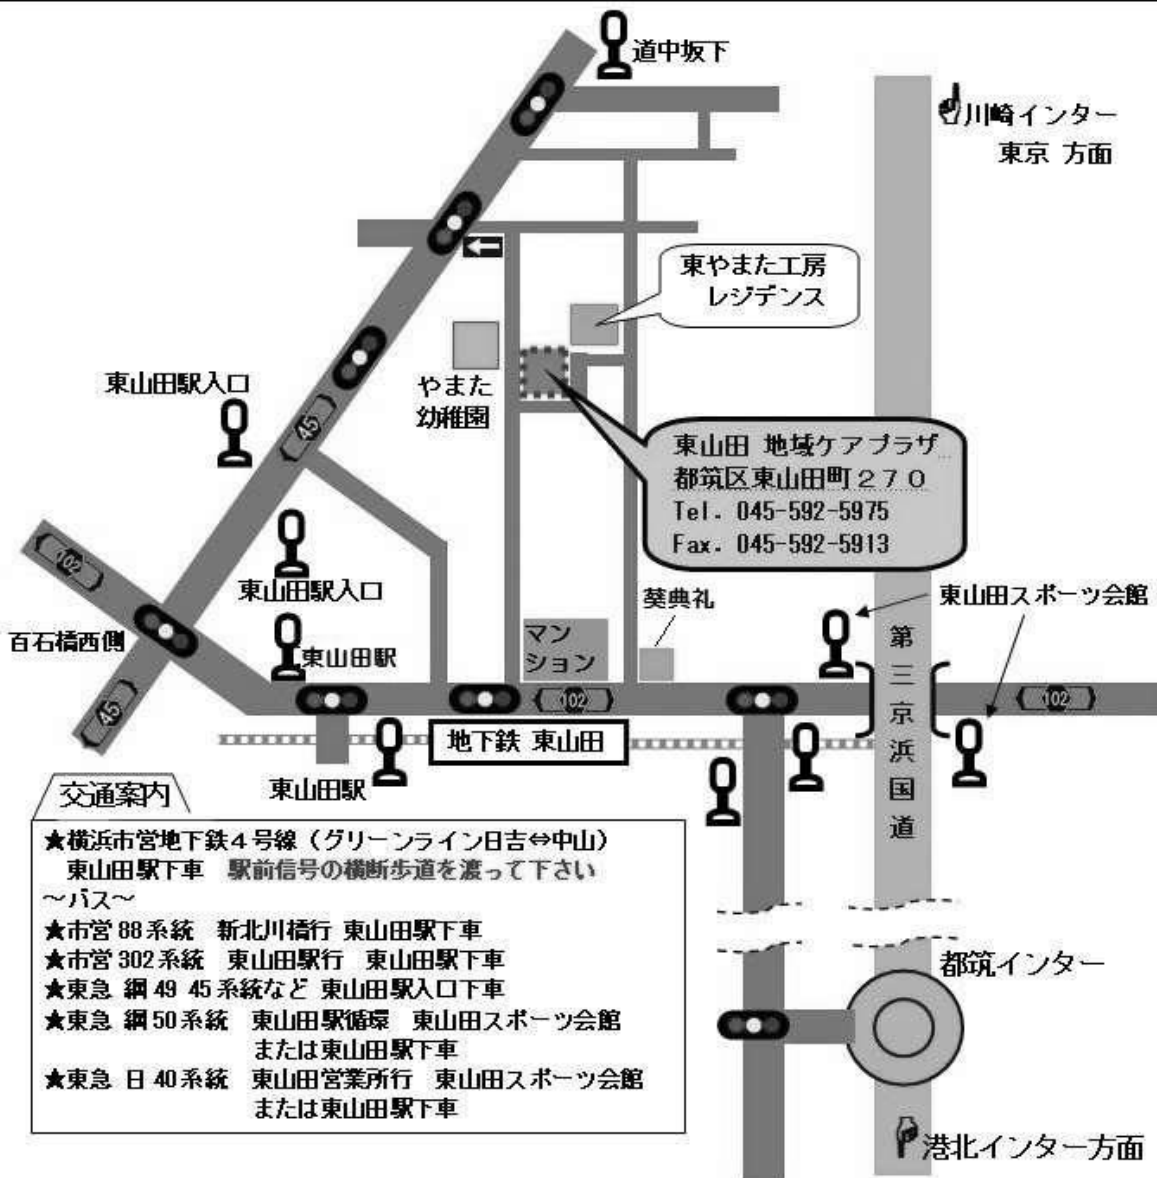 道中坂下
川崎インター
東京 方面
東やまた工房
レジデンス
東山田駅入口
45
やまた
幼稚園
東山田 地域ケアプラザ
都筑区東山田町２７０
Tel. 045-592-5975
Fax. 045-592-5913
102
東山田駅入口
百石橋西側
東山田駅
葵典礼
マン
ション
東山田スポーツ会館
第三京浜国道
45
102
102
地下鉄 東山田
東山田駅
交通案内
★横浜市営地下鉄４号線（グリーンライン日吉⇔中山）
東山田駅下車 駅前信号の横断歩道を渡って下さい
～バス～
★市営 88 系統 新北川橋行 東山田駅下車
★市営 302 系統 東山田駅行 東山田駅下車
★東急 綱 49 45 系統など 東山田駅入口下車
★東急 綱 50 系統 東山田駅循環 東山田スポーツ会館
または東山田駅下車
★東急 日 40 系統 東山田営業所行 東山田スポーツ会館
または東山田駅下車
都筑インター
港北インター方面